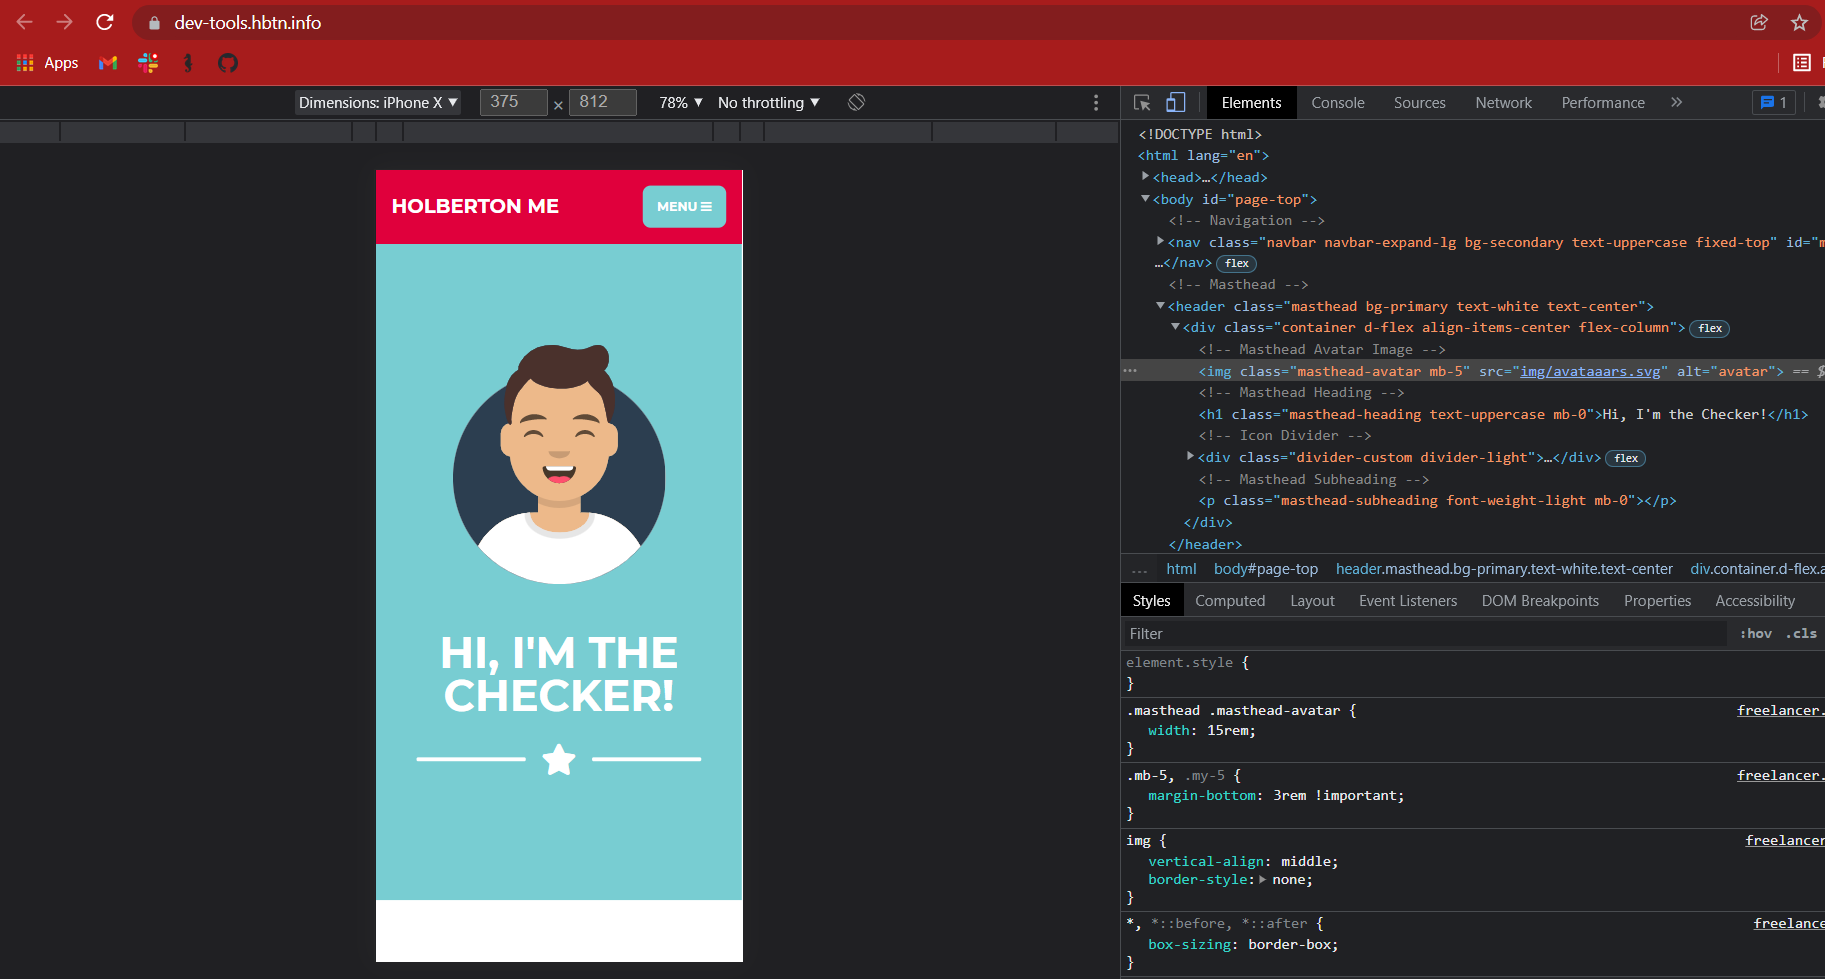 dev-tools.hbtn.info
Apps
Dimensions: iPhone X ▼ 375 × 812 78% ▼ No throttling ▼
Elements Console Sources Network Performance » 1
HOLBERTON ME
MENU
HI, I'M THE
CHECKER!
<!DOCTYPE html>
<html lang="en">
<head>…</head>
<body id="page-top">
<!-- Navigation -->
<nav class="navbar navbar-expand-lg bg-secondary text-uppercase fixed-top" id="
…</nav> flex
<!-- Masthead -->
<header class="masthead bg-primary text-white text-center">
<div class="container d-flex align-items-center flex-column"> flex
<!-- Masthead Avatar Image -->
<img class="masthead-avatar mb-5" src="img/avataaars.svg" alt="avatar"> ==
<!-- Masthead Heading -->
<h1 class="masthead-heading text-uppercase mb-0">Hi, I'm the Checker!</h1>
<!-- Icon Divider -->
<div class="divider-custom divider-light">…</div> flex
<!-- Masthead Subheading -->
<p class="masthead-subheading font-weight-light mb-0"></p>
</div>
</header>
... html body#page-top header.masthead.bg-primary.text-white.text-center div.container.d-flex.a
Styles Computed Layout Event Listeners DOM Breakpoints Properties Accessibility
Filter :hov .cls
element.style {
}
.masthead .masthead-avatar { freelancer.
width: 15rem;
}
.mb-5, .my-5 { freelancer.
margin-bottom: 3rem !important;
}
img { freelancer
vertical-align: middle;
border-style: none;
}
*, *::before, *::after { freelance
box-sizing: border-box;
}